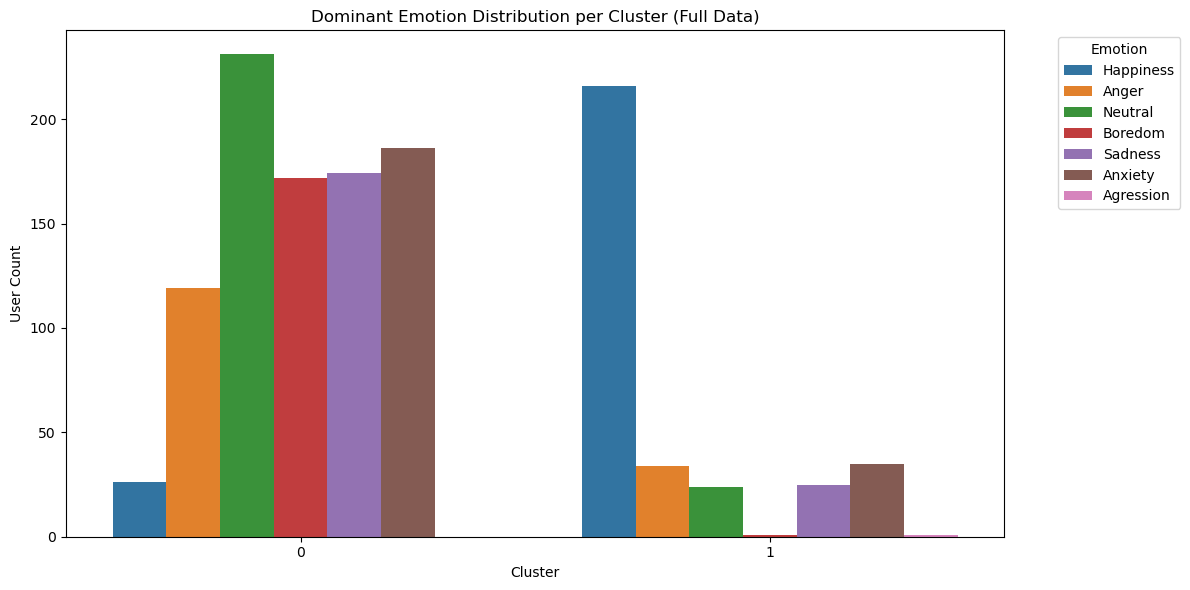 Dominant Emotion Distribution per Cluster (Full Data)
Emotion
Happiness
Anger
Neutral
Boredom
Sadness
Anxiety
Agression
User Count
200
150
100
50
0
0
1
Cluster